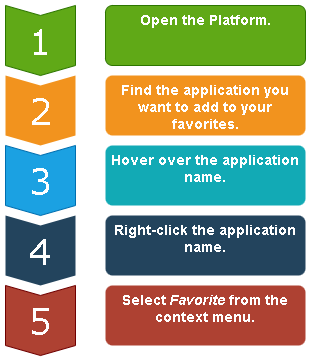 1
Open the Platform.
2
Find the application you
want to add to your
favorites.
3
Hover over the application
name.
4
Right-click the application
name.
5
Select Favorite from the
context menu.